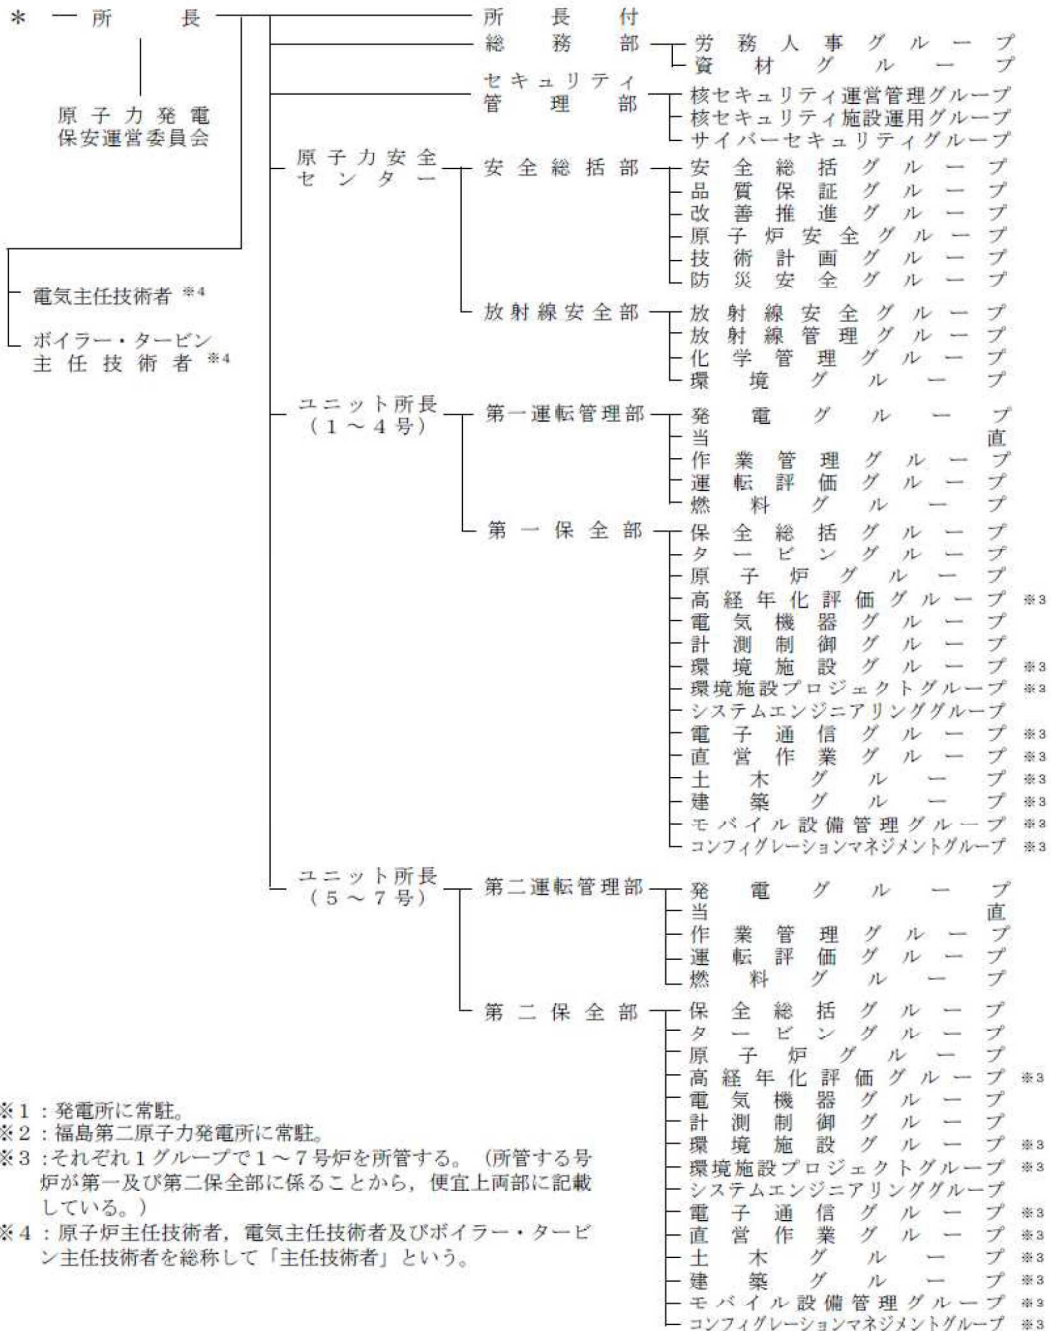 * 所長
原子力発電
保安運営委員会
電気主任技術者 ※4
ボイラー・タービン
主任技術者 ※4
所長付
総務部
労務人事グループ
資材グループ
セキュリティ
管理部
核セキュリティ運営管理グループ
核セキュリティ施設運用グループ
サイバーセキュリティグループ
原子力安全
センター
安全総括部
安全総括グループ
品質保証グループ
改善推進グループ
原子炉安全グループ
技術計画グループ
防災安全グループ
放射線安全部
放射線安全グループ
放射線管理グループ
化学管理グループ
環境グループ
ユニット所長
(1~4号)
第一運転管理部
発電グループ
当直
作業管理グループ
運転評価グループ
燃料グループ
第一保全部
保全総括グループ
タービングループ
原子炉グループ
高経年化評価グループ ※3
電気機器グループ
計測制御グループ
環境施設グループ ※3
環境施設プロジェクトグループ ※3
システムエンジニアリンググループ
電子通信グループ ※3
直営作業グループ ※3
土木グループ ※3
建築グループ ※3
モバイル設備管理グループ ※3
コンフィグレーションマネジメントグループ ※3
ユニット所長
(5~7号)
第二運転管理部
発電グループ
当直
作業管理グループ
運転評価グループ
燃料グループ
第二保全部
保全総括グループ
タービングループ
原子炉グループ
高経年化評価グループ ※3
電気機器グループ
計測制御グループ
環境施設グループ ※3
環境施設プロジェクトグループ ※3
システムエンジニアリンググループ
電子通信グループ ※3
直営作業グループ ※3
土木グループ ※3
建築グループ ※3
モバイル設備管理グループ ※3
コンフィグレーションマネジメントグループ ※3
※1:発電所に常駐。
※2:福島第二原子力発電所に常駐。
※3:それぞれ1グループで1~7号炉を所管する。(所管する号
炉が第一及び第二保全部に係ることから,便宜上両部に記載
している。)
※4:原子炉主任技術者,電気主任技術者及びボイラー・タービ
ン主任技術者を総称して「主任技術者」という。